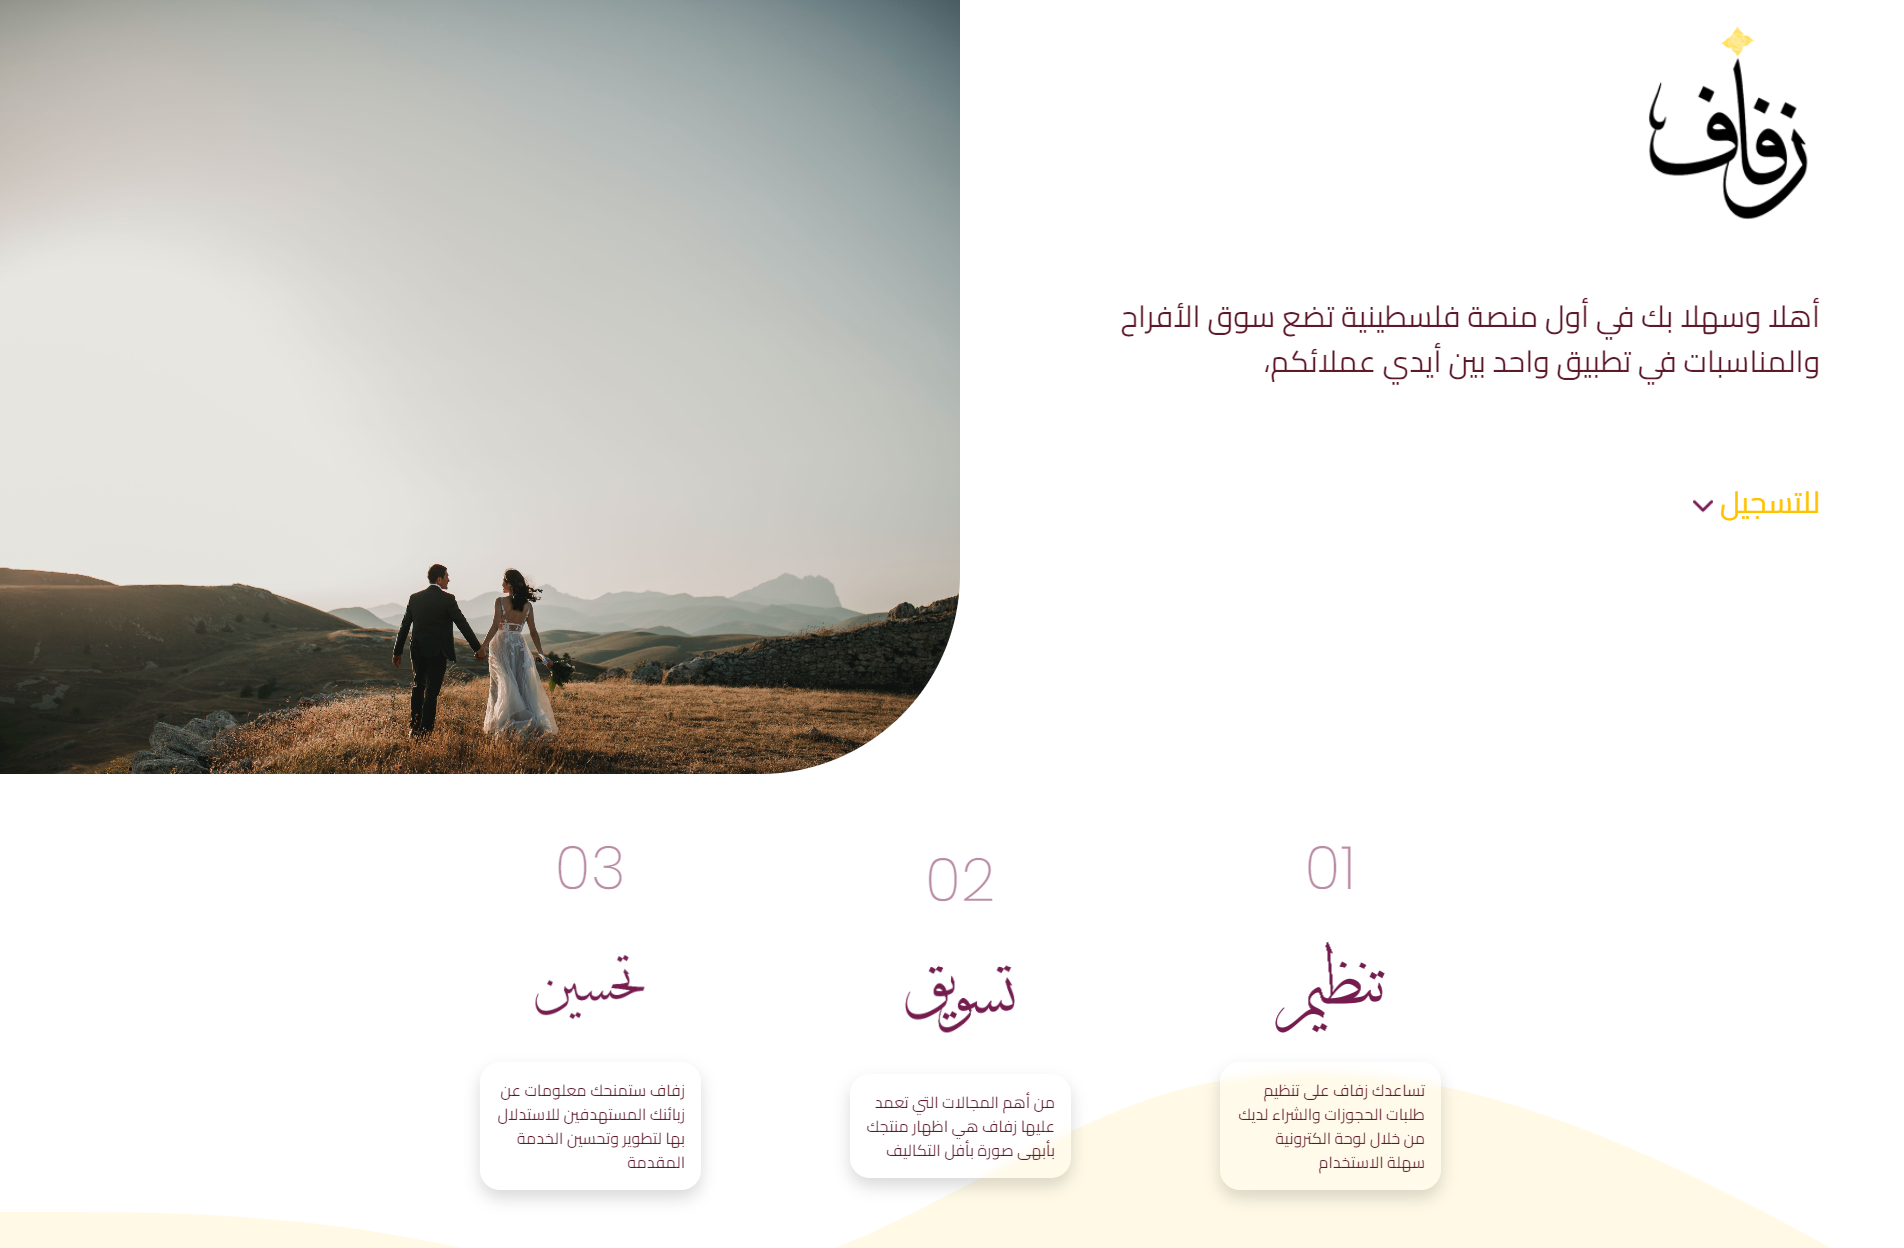 زفاف
أهلا وسهلا بك في أول منصة فلسطينية تضع سوق الأفراح
والمناسبات في تطبيق واحد بين أيدي عملائكم،
للتسجيل
01
تنظيم
تساعدك زفاف على تنظيم
طلبات الحجوزات والشراء لديك
من خلال لوحة الكترونية
سهلة الاستخدام
02
تسويق
من أهم المجالات التي تعمد
عليها زفاف هي اظهار منتجك
بأبهى صورة بأفل التكاليف
03
تحسين
زفاف ستمنحك معلومات عن
زبائنك المستهدفين للاستدلال
بها لتطوير وتحسين الخدمة
المقدمة